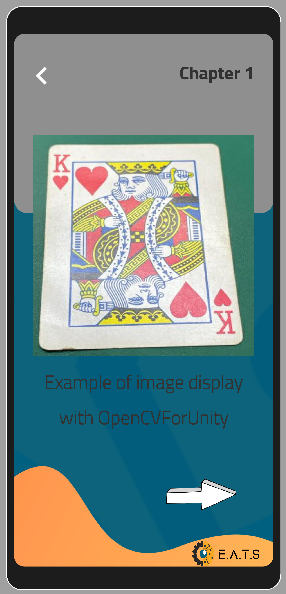 Chapter 1
K
K
Example of image display
with OpenCVForUnity
E.A.T.S